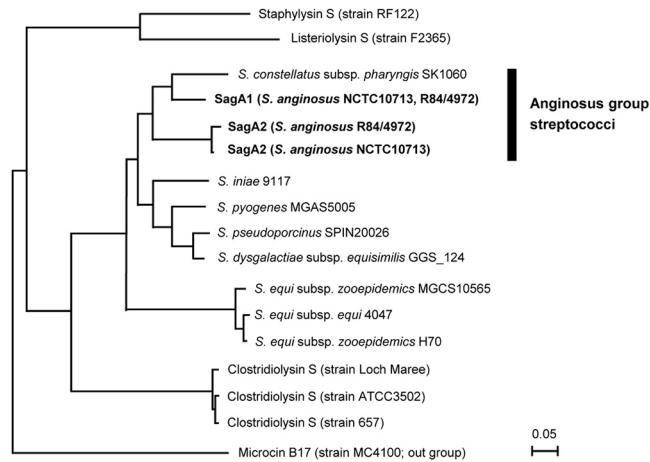 Staphylysin S (strain RF122)
Listeriolysin S (strain F2365)
S. constellatus subsp. pharyngis SK1060
SagA1 (S. anginosus NCTC10713, R84/4972)
SagA2 (S. anginosus R84/4972)
SagA2 (S. anginosus NCTC10713)
Anginosus group
streptococci
S. iniae 9117
S. pyogenes MGAS5005
S. pseudoporcinus SPIN20026
S. dysgalactiae subsp. equisimilis GGS_124
S. equi subsp. zooepidemics MGCS10565
S. equi subsp. equi 4047
S. equi subsp. zooepidemics H70
Clostridiolysin S (strain Loch Maree)
Clostridiolysin S (strain ATCC3502)
Clostridiolysin S (strain 657)
Microcin B17 (strain MC4100; out group)
0.05